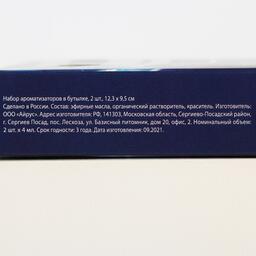 Набор ароматизаторов в бутылке, 2 шт., 12,3 х 9,5 см
Сделано в России. Состав: эфирные масла, органический растворитель, краситель. Изготовитель:
ООО «Айрус». Адрес изготовителя: РФ, 141303, Московская область, Сергиево-Посадский район,
г. Сергиев Посад, пос. Лесхоза, ул. Базисный питомник, дом 20, офис, 2. Номинальный объем:
2 шт. х 4 мл. Срок годности: 3 года. Дата изготовления: 09.2021.